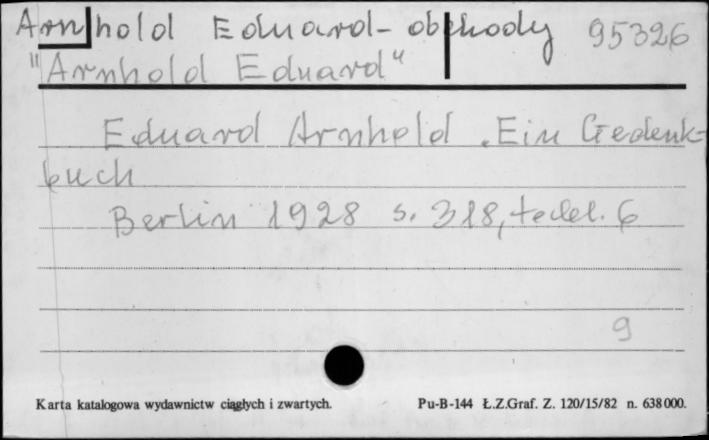 Arnhold Eduard - obchody 95326
"Arnhold Eduard"
Eduard Arnhold. Ein Gedenk-
buch
Berlin 1928 s. 318, tabl. 6
9
Karta katalogowa wydawnictw ciągłych i zwartych. Pu-B-144 Ł.Z.Graf. Z. 120/15/82 n. 638000.